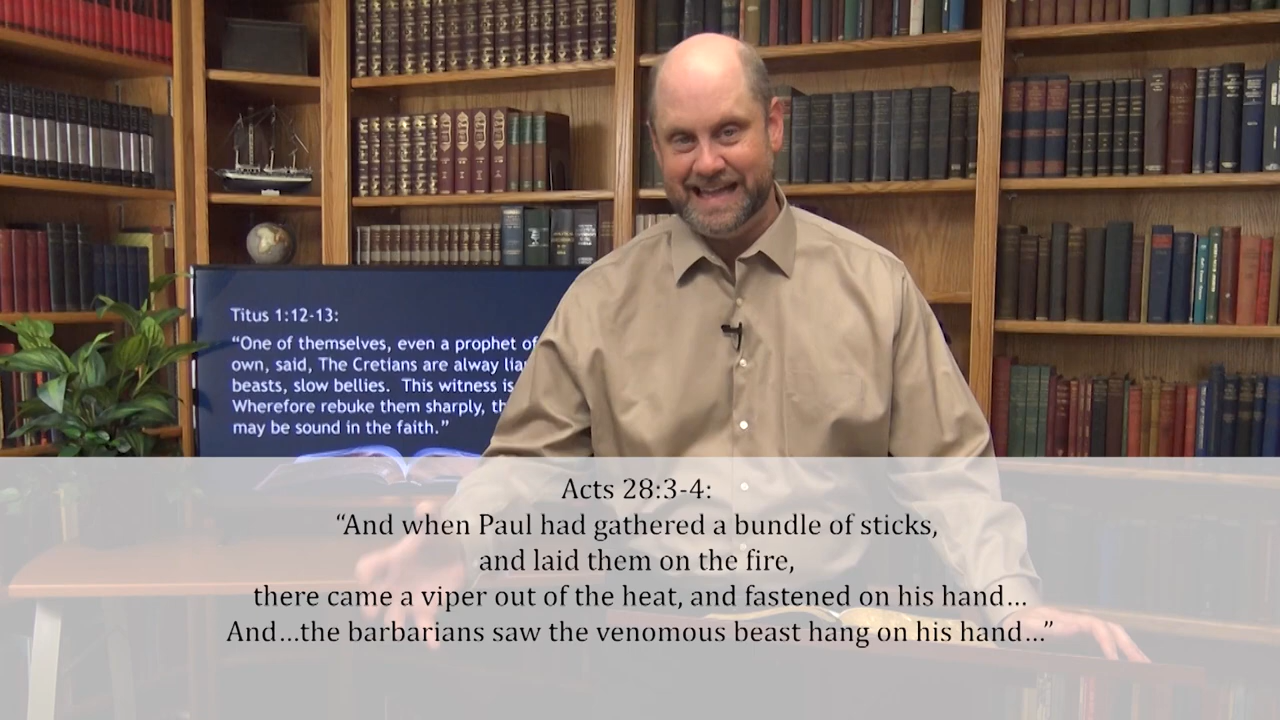 Titus 1:12-13:
“One of themselves, even a prophet of
own, said, The Cretians are alway
beasts, slow bellies. This witness is
Wherefore rebuke them sharply,
may be sound in the faith.”
Acts 28:3-4:
“And when Paul had gathered a bundle of sticks,
and laid them on the fire,
there came a viper out of the heat, and fastened on his hand…
And…the barbarians saw the venomous beast hang on his hand…”